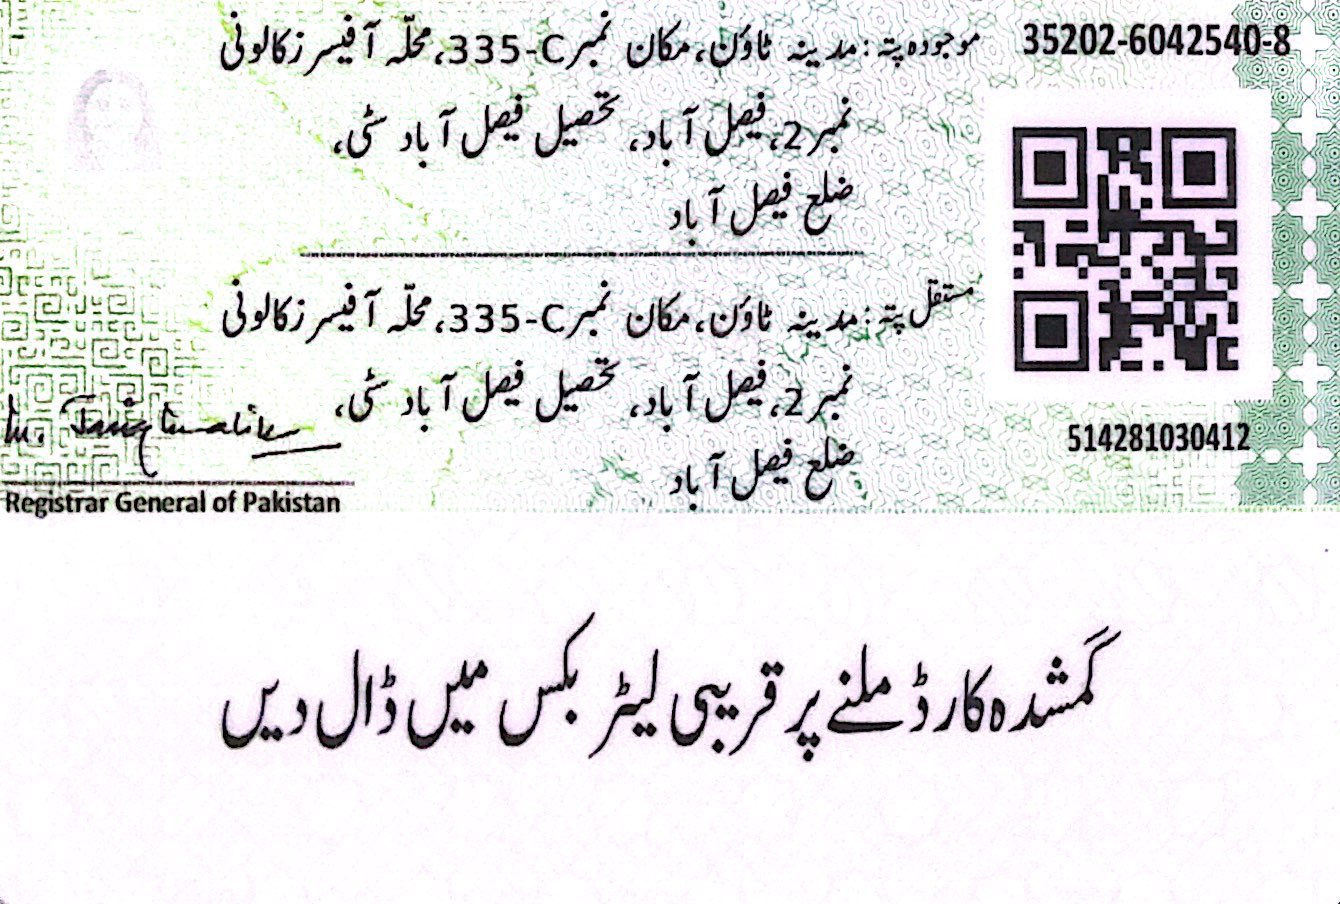 35202-6042540-8
موجودہ پتہ: مدینہ ٹاؤن، مکان نمبر 335-C، محلّہ آفیسرز کالونی
نمبر 2، فیصل آباد، تحصیل فیصل آباد سٹی،
ضلع فیصل آباد
مستقل پتہ: مدینہ ٹاؤن، مکان نمبر 335-C، محلّہ آفیسرز کالونی
نمبر 2، فیصل آباد، تحصیل فیصل آباد سٹی،
ضلع فیصل آباد
514281030412
Registrar General of Pakistan
گمشدہ کارڈ ملنے پر قریبی لیٹر بکس میں ڈال دیں